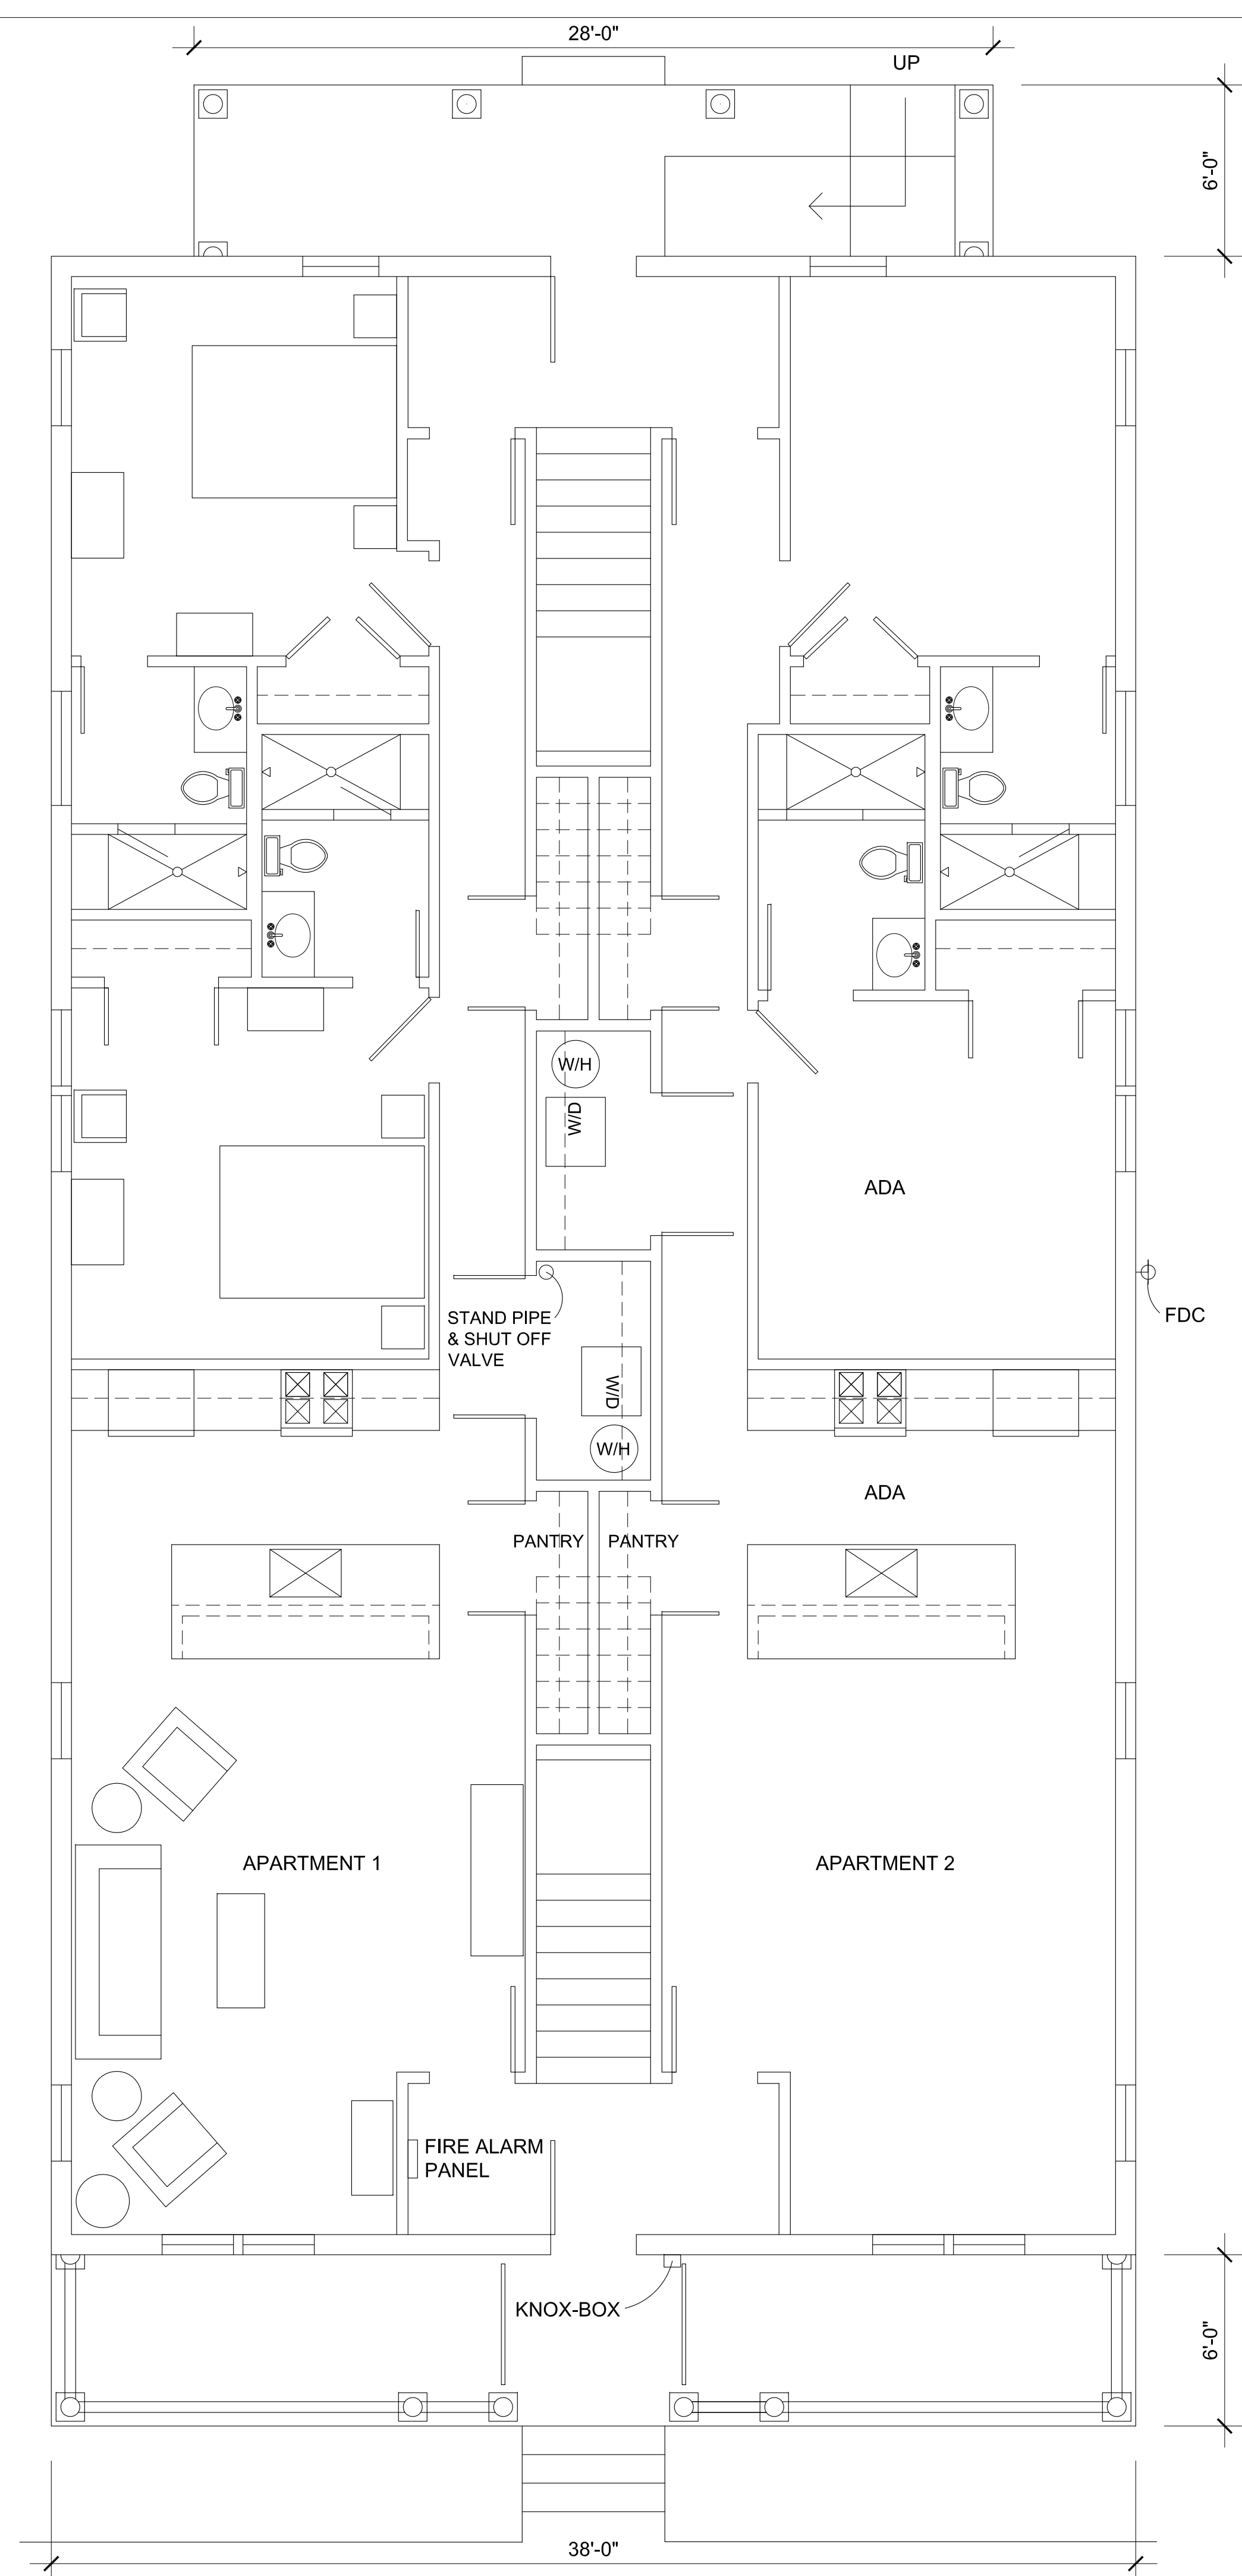 28'-0"
UP
6'-0"
W/H
W/D
ADA
STAND PIPE
& SHUT OFF
VALVE
FDC
W/D
W/H
ADA
PANTRY
PANTRY
APARTMENT 1
APARTMENT 2
FIRE ALARM
PANEL
KNOX-BOX
6'-0"
38'-0"